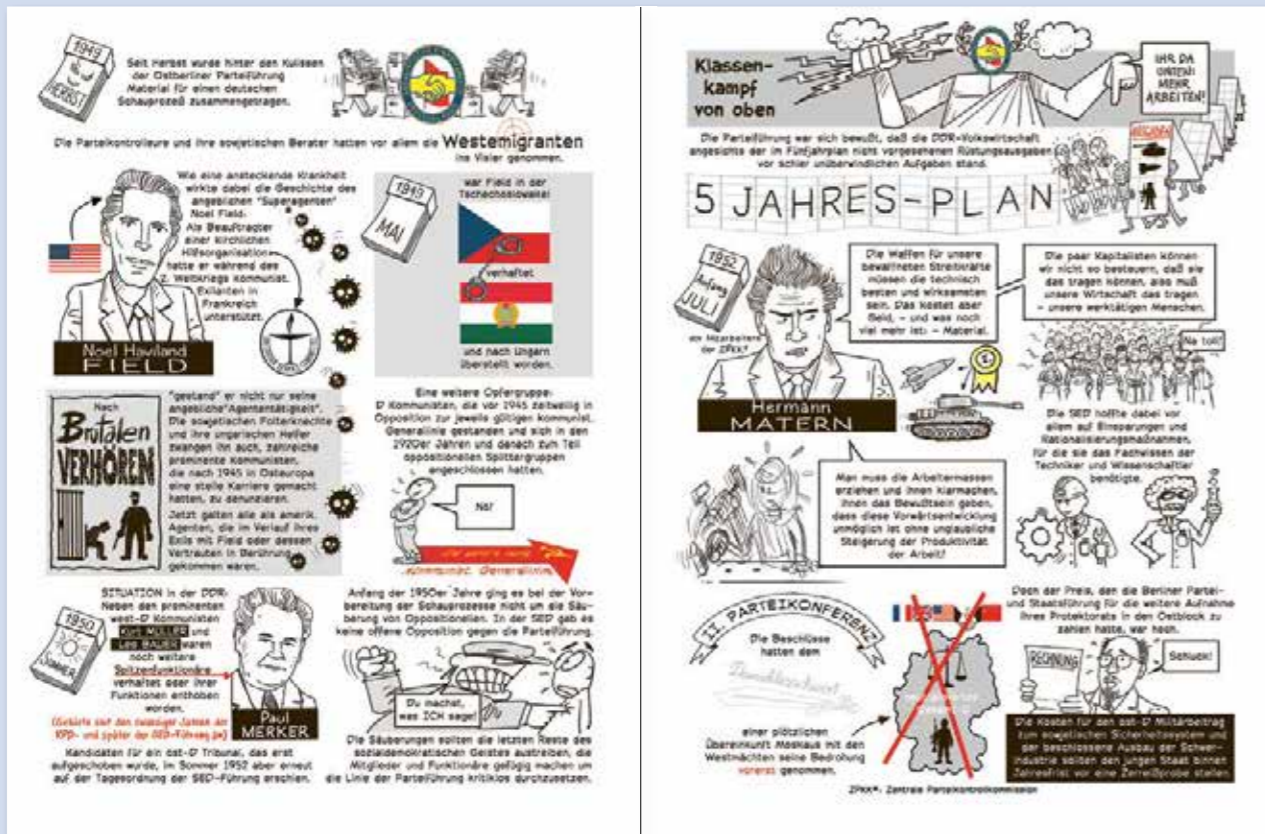 1949
HERBST
Seit Herbst wurde hinter den Kulissen
der Ostberliner Parteiführung
Material für einen deutschen
Schauprozeß zusammengetragen.
Die Parteikontrolleure und ihre sowjetischen Berater hatten vor allem die Westemigranten
ins Visier genommen.
Wie eine ansteckende Krankheit
wirkte dabei die Geschichte des
angeblichen "Superagenten"
Noel Field.
Als Beauftragter
einer kirchlichen
Hilfsorganisation
hatte er während des
2. Weltkriegs kommunist.
Exilanten in
Frankreich
unterstützt.
Noel Haviland
FIELD
1949
MAI
war Field in der
Tschechoslowakei
verhaftet
und nach Ungarn
überstellt worden.
Nach
Brutalen
VERHÖREN
"gestand" er nicht nur seine
angebliche "Agententätigkeit".
Die sowjetischen Folterknechte
und ihre ungarischen Helfer
zwangen ihn auch, zahlreiche
prominente Kommunisten,
die nach 1945 in Osteuropa
eine steile Karriere gemacht
hatten, zu denunzieren.
Jetzt galten alle als amerik.
Agenten, die im Verlauf ihres
Exils mit Field oder dessen
Vertrauten in Berührung
gekommen waren.
Eine weitere Opfergruppe:
D Kommunisten, die vor 1945 zeitweilig in
Opposition zur jeweils gültigen kommunist.
Generallinie gestanden und sich in den
1920er Jahren und danach zum Teil
oppositionellen Splittergruppen
angeschlossen hatten.
Nö!
kommunist. Generallinie
1950
SOMMER
SITUATION in der DDR:
Neben den prominenten
west-D Kommunisten
Kurt MÜLLER und
Leo BAUER waren
noch weitere
Spitzenfunktionäre
verhaftet oder ihrer
Funktionen enthoben
worden.
(Gehörte seit den zwanziger Jahren der
KPD- und später der SED-Führung an)
Paul
MERKER
Kandidaten für ein ost-D Tribunal, das erst
aufgeschoben wurde, im Sommer 1952 aber erneut
auf der Tagesordnung der SED-Führung erschien.
Anfang der 1950er Jahre ging es bei der Vor-
bereitung der Schauprozesse nicht um die Säu-
berung von Oppositionellen. In der SED gab es
keine offene Opposition gegen die Parteiführung.
Du machst,
was ICH sage!
Die Säuberungen sollten die letzten Reste des
sozialdemokratischen Geistes austreiben, die
Mitglieder und Funktionäre gefügig machen um
die Linie der Parteiführung kritiklos durchzusetzen.
Klassen-
kampf
von oben
IHR DA
UNTEN!
MEHR
ARBEITEN!
Die Parteiführung war sich bewußt, daß die DDR-Volkswirtschaft
angesichts der im Fünfjahrplan nicht vorgesehenen Rüstungsausgaben
vor schier unüberwindlichen Aufgaben stand.
5 JAHRES-PLAN
1952
Anfang
JULI
vor Mitarbeitern
der ZPKK*
Die Waffen für unsere
bewaffneten Streitkräfte
müssen die technisch
besten und wirksamsten
sein. Das kostet aber
Geld, - und was noch
viel mehr ist: - Material.
Die paar Kapitalisten können
wir nicht so besteuern, daß sie
das tragen können, also muß
unsere Wirtschaft das tragen
- unsere werktätigen Menschen.
Na toll!
Hermann
MATERN
Die SED hoffte dabei vor
allem auf Einsparungen und
Rationalisierungsmaßnahmen,
für die sie das Fachwissen der
Techniker und Wissenschaftler
benötigte.
Man muss die Arbeitermassen
erziehen und ihnen klarmachen,
ihnen das Bewußtsein geben,
dass diese Vorwärtsentwicklung
unmöglich ist ohne unglaubliche
Steigerung der Produktivität
der Arbeit!
II. PARTEIKONFERENZ
Die Beschlüsse
hatten dem
einer plötzlichen
Übereinkunft Moskaus mit den
Westmächten seine Bedrohung
vorerst genommen.
Doch der Preis, den die Berliner Partei-
und Staatsführung für die weitere Aufnahme
ihres Protektorats in den Ostblock zu
zahlen hatte, war hoch.
RECHNUNG
Schluck!
Die Kosten für den ost-D Militärbeitrag
zum sowjetischen Sicherheitssystem und
der beschlossene Ausbau der Schwer-
industrie sollten den jungen Staat binnen
Jahresfrist vor eine Zerreißprobe stellen
ZPKK*- Zentrale Parteikontrollkommission